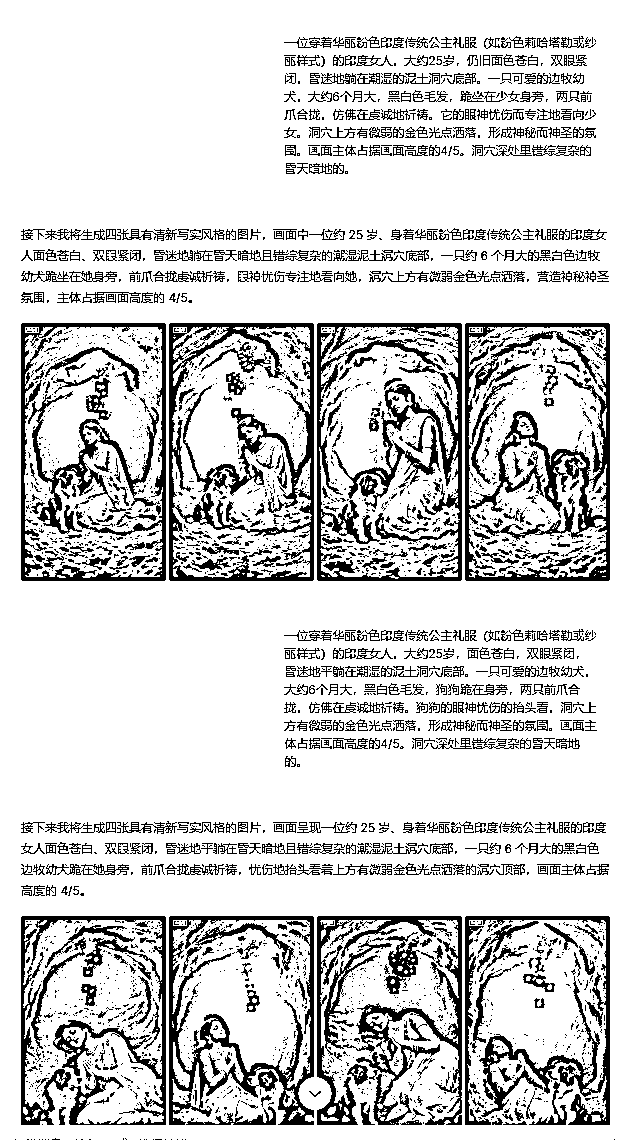 一位穿着华丽粉色印度传统公主礼服（如粉色莉哈塔勒或纱
丽样式）的印度女人，大约25岁，仍旧面色苍白，双眼紧
闭，昏迷地躺在潮湿的泥土洞穴底部。一只可爱的边牧幼
犬，大约6个月大，黑白色毛发，跪坐在少女身旁，两只前
爪合拢，仿佛在虔诚地祈祷。它的眼神忧伤而专注地看向少
女。洞穴上方有微弱的金色光点洒落，形成神秘而神圣的氛
围。画面主体占据画面高度的4/5。洞穴深处里错综复杂的
昏天暗地的。
接下来我将生成四张具有清新写实风格的图片，画面中一位约 25 岁、身着华丽粉色印度传统公主礼服的印度女
人面色苍白、双目紧闭，昏迷地躺在昏天暗地且错综复杂的潮湿泥土洞穴底部，一只约 6 个月大的黑白色边牧
幼犬跪坐在她身旁，前爪合拢虔诚祈祷，眼神忧伤专注地看向她，洞穴上方有微弱金色光点洒落，营造神秘神圣
氛围，主体占据画面高度的 4/5。
一位穿着华丽粉色印度传统公主礼服（如粉色莉哈塔勒或纱
丽样式）的印度女人，大约25岁，面色苍白，双眼紧闭，
昏迷地平躺在潮湿的泥土洞穴底部。一只可爱的边牧幼犬，
大约6个月大，黑白色毛发，狗狗跪在身旁，两只前爪合
拢，仿佛在虔诚地祈祷。狗狗的眼神忧伤的抬头看，洞穴上
方有微弱的金色光点洒落，形成神秘而神圣的氛围。画面主
体占据画面高度的4/5。洞穴深处里错综复杂的昏天暗地
的。
接下来我将生成四张具有清新写实风格的图片，画面呈现一位约 25 岁、身着华丽粉色印度传统公主礼服的印度
女人面色苍白、双目紧闭，昏迷地平躺在昏天暗地且错综复杂的潮湿泥土洞穴底部，一只约 6 个月大的黑白色
边牧幼犬跪在她身旁，前爪合拢虔诚祈祷，忧伤地抬头看着上方有微弱金色光点洒落的洞穴顶部，画面主体占据
高度的 4/5。